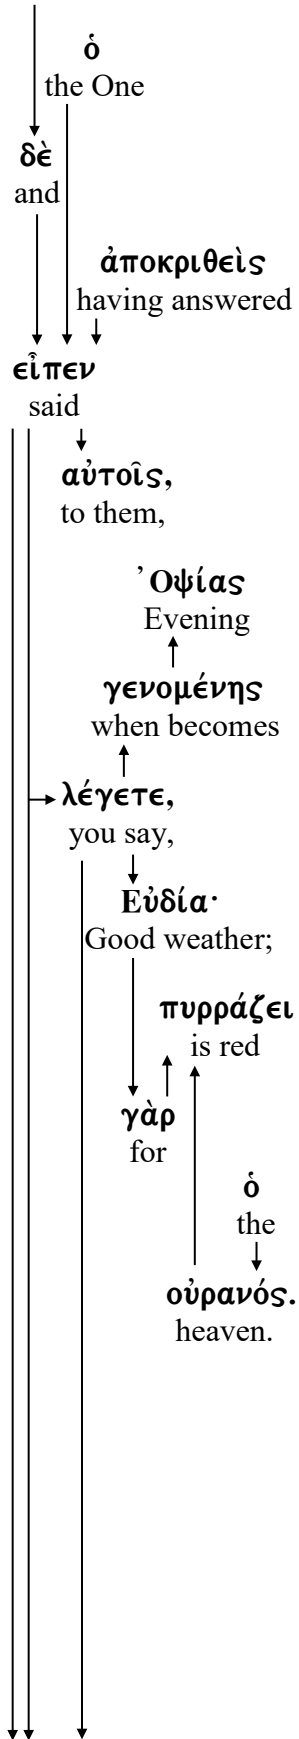 ὁ
the One
δὲ
and
ἀποκριθεὶς
having answered
εἶπεν
said
αὐτοῖς,
to them,
Ὀψίας
Evening
γενομένης
when becomes
λέγετε,
you say,
Εὐδία·
Good weather;
πυρράζει
is red
γὰρ
for
ὁ
the
οὐρανός.
heaven.